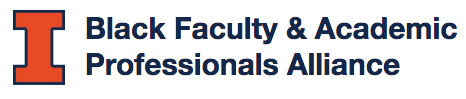 I Black Faculty & Academic
Professionals Alliance